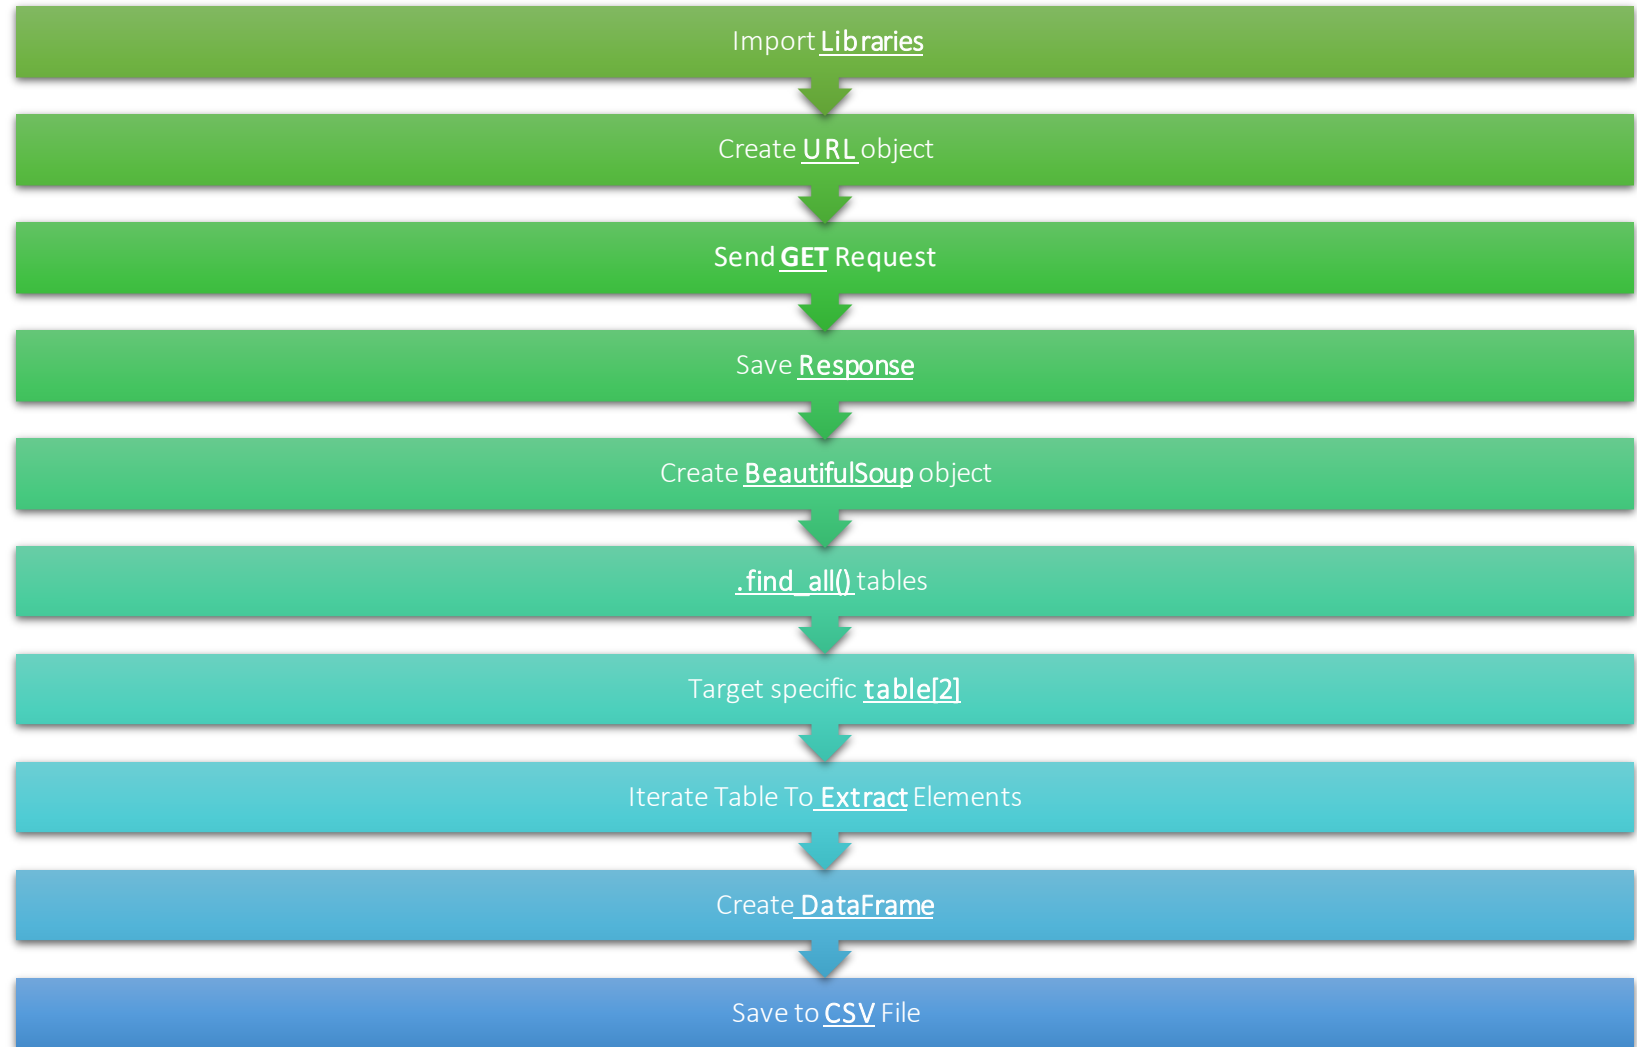 Import Libraries
Create URL object
Send GET Request
Save Response
Create BeautifulSoup object
.find_all() tables
Target specific table[2]
Iterate Table To Extract Elements
Create DataFrame
Save to CSV File